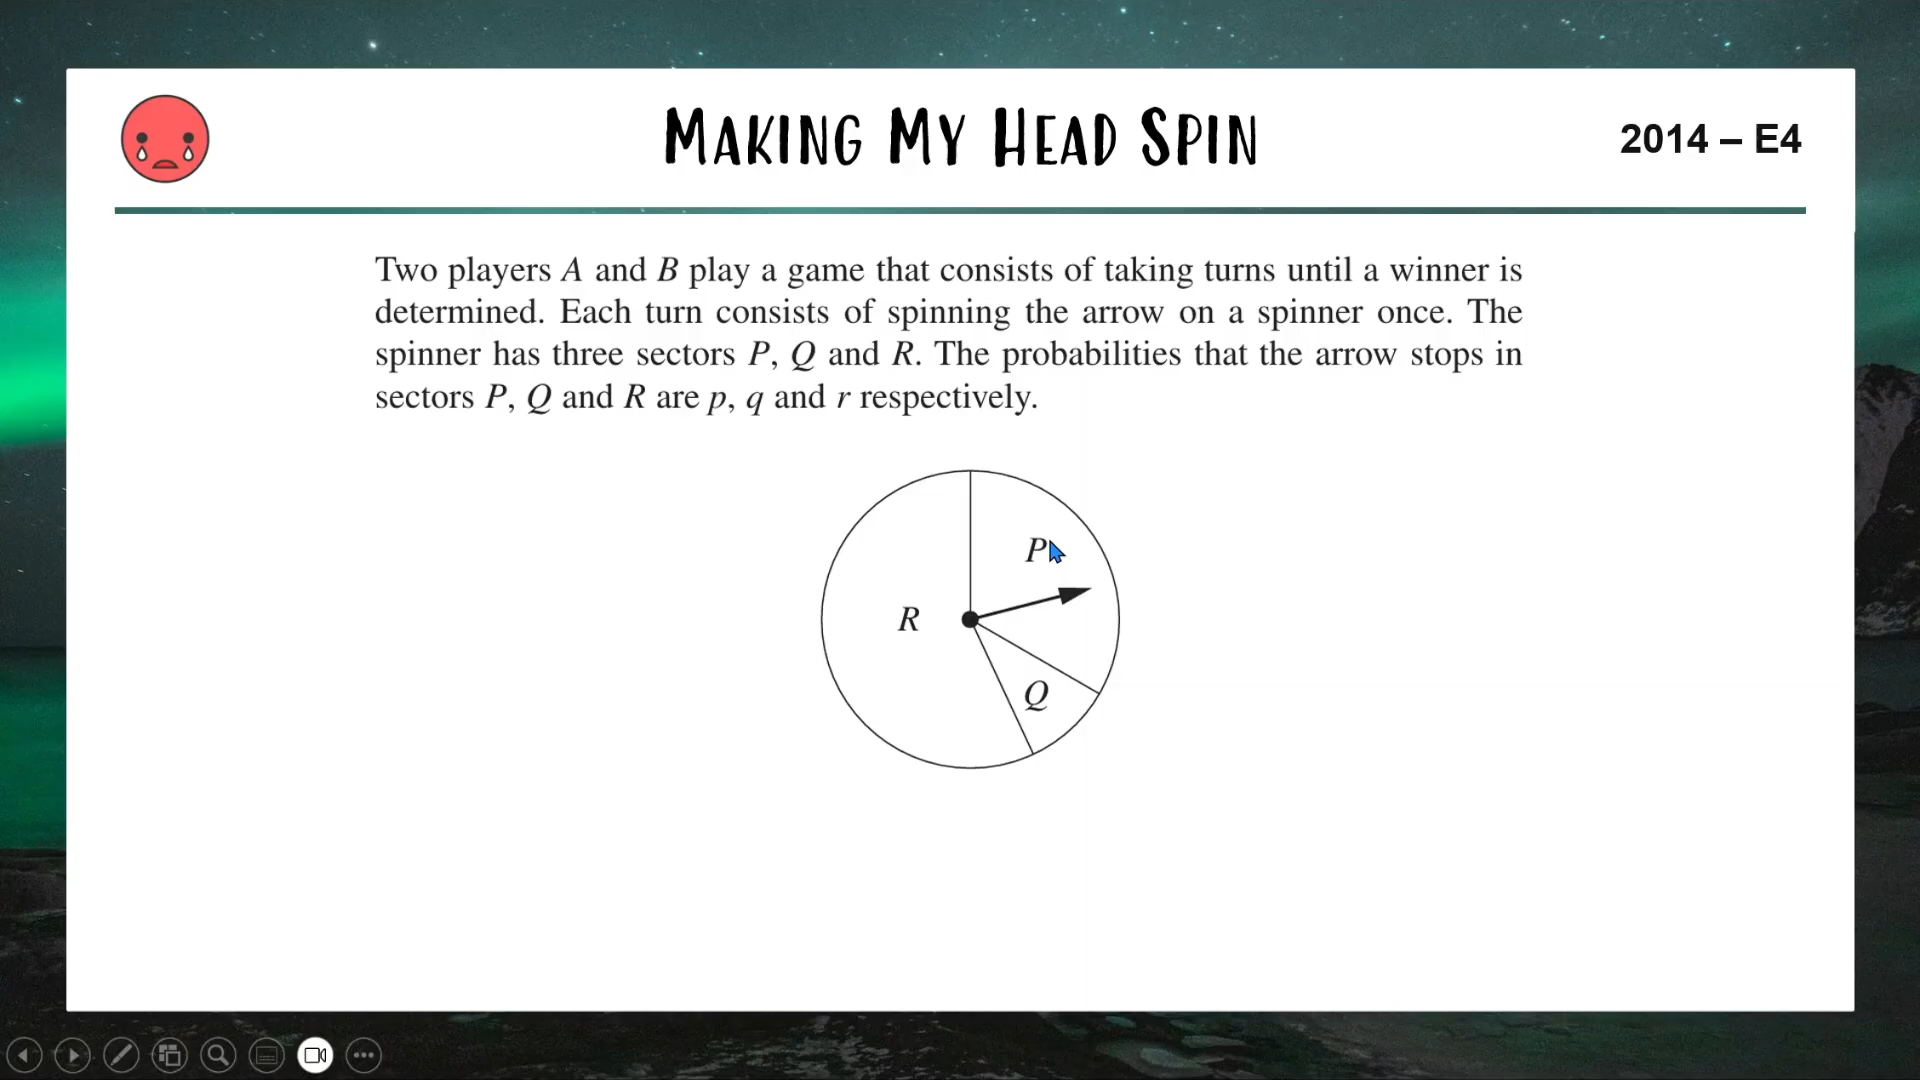 MAKING MY HEAD SPIN
2014 – E4
Two players A and B play a game that consists of taking turns until a winner is
determined. Each turn consists of spinning the arrow on a spinner once. The
spinner has three sectors P, Q and R. The probabilities that the arrow stops in
sectors P, Q and R are p, q and r respectively.
P
R
Q